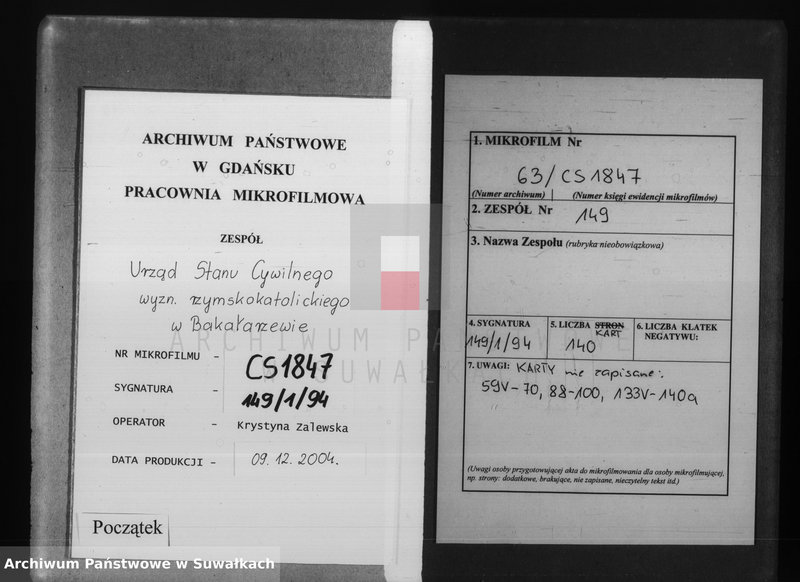 ARCHIWUM PAŃSTWOWE
W GDAŃSKU
PRACOWNIA MIKROFILMOWA
ZESPÓŁ
Urząd Stanu Cywilnego
wyzn. rzymskokatolickiego
w Bakałarzewie
NR MIKROFILMU - CS1847
SYGNATURA - 149/1/94
OPERATOR - Krystyna Zalewska
DATA PRODUKCJI - 09.12.2004.
Początek
1. MIKROFILM Nr
63/CS1847
(Numer archiwum) (Numer księgi ewidencji mikrofilmów)
2. ZESPÓŁ Nr 149
3. Nazwa Zespołu (rubryka nieobowiązkowa)
4. SYGNATURA
149/1/94
5. LICZBA STRON
KART
140
6. LICZBA KLATEK
NEGATYWU:
7. UWAGI: KARTY nie zapisane:
59V-70, 88-100, 133V-140a
(Uwagi osoby przygotowującej akta do mikrofilmowania dla osoby mikrofilmującej,
np. strony: dodatkowe, brakujące, nie zapisane, nieczytelny tekst itd.)
ARCHIWUM PAŃSTWOWE
W SUWAŁKACH
Archiwum Państwowe w Suwałkach